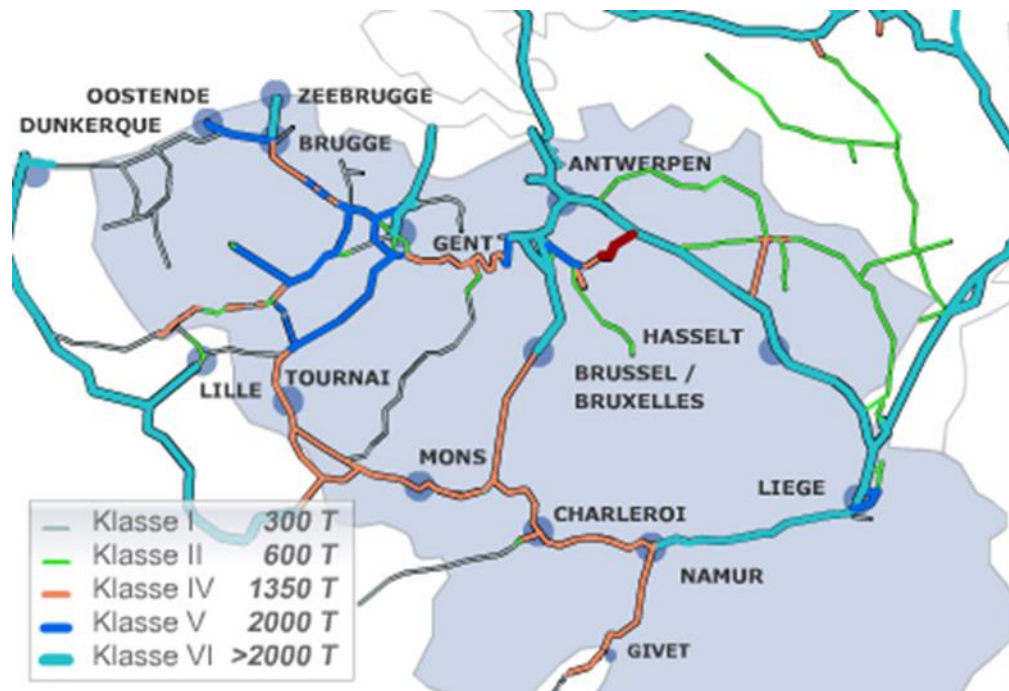 OOSTENDE
ZEEBRUGGE
DUNKERQUE
BRUGGE
ANTWERPEN
GENT
HASSELT
BRUSSEL /
BRUXELLES
LILLE
TOURNAI
MONS
LIEGE
CHARLEROI
NAMUR
GIVET
Klasse I 300 T
Klasse II 600 T
Klasse IV 1350 T
Klasse V 2000 T
Klasse VI >2000 T